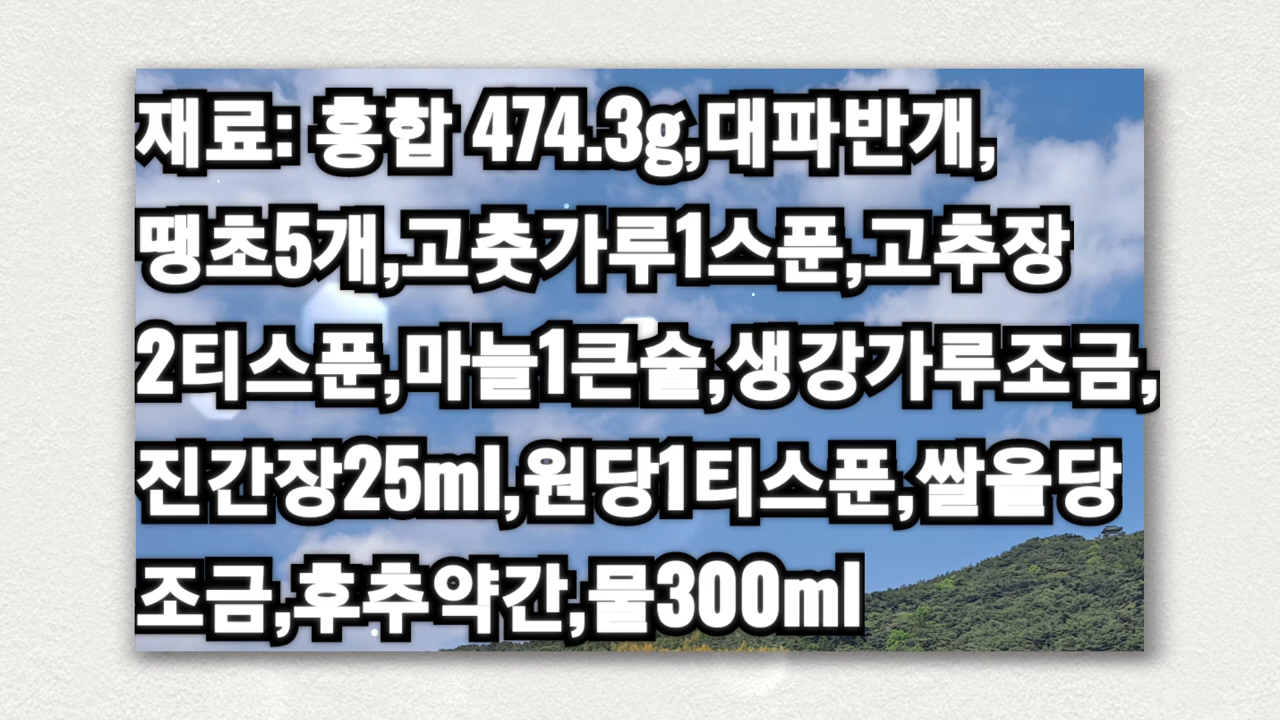 재료: 홍합 474.3g,대파반개,
땡초5개,고춧가루1스푼,고추장
2티스푼,마늘1큰술,생강가루조금,
진간장25ml,원당1티스푼,쌀올당
조금,후추약간,물300ml